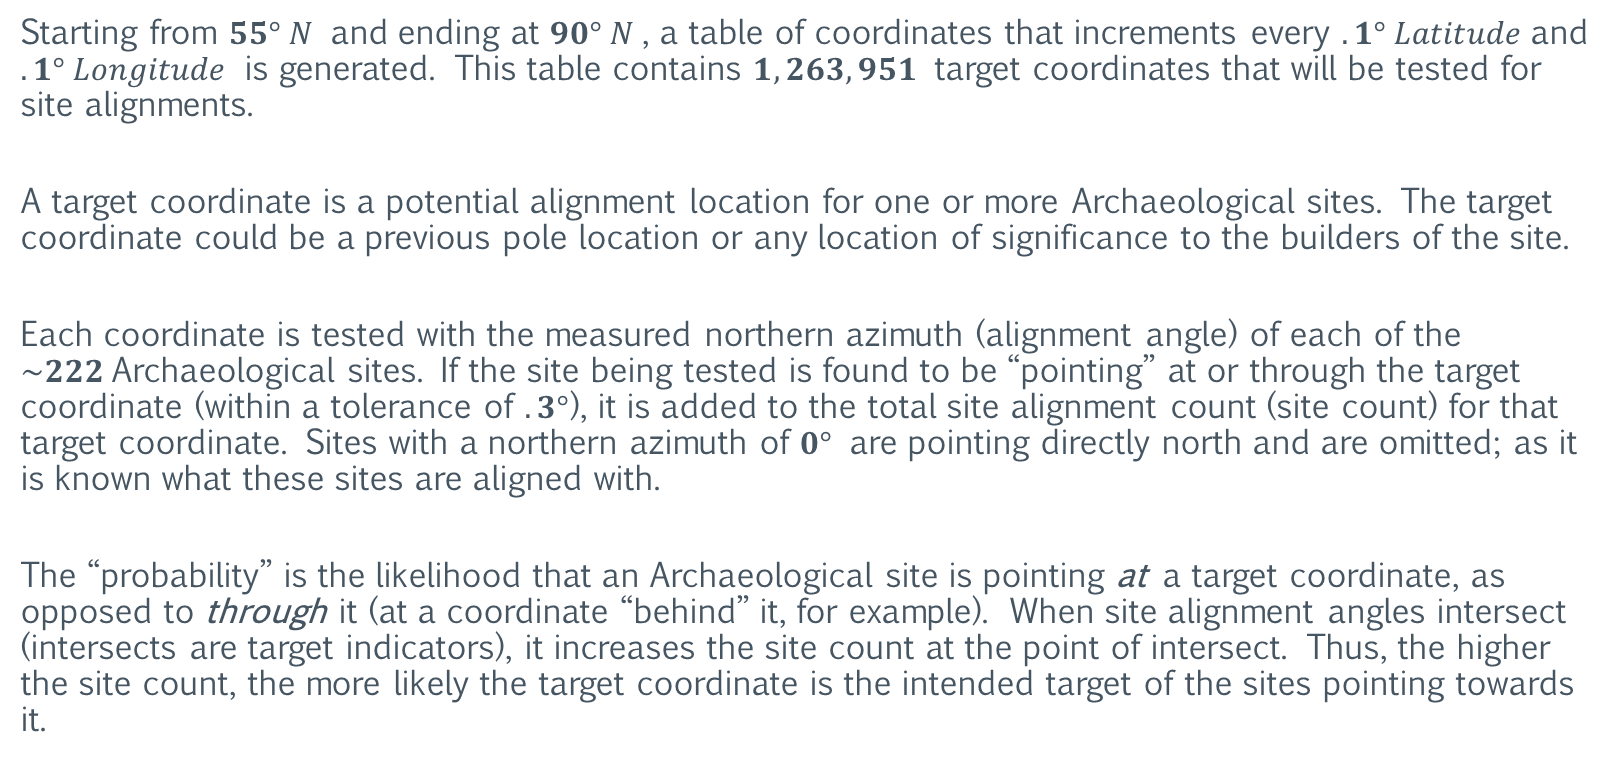 Starting from 55° N and ending at 90° N , a table of coordinates that increments every .1° Latitude and
.1° Longitude is generated. This table contains 1,263,951 target coordinates that will be tested for
site alignments.
A target coordinate is a potential alignment location for one or more Archaeological sites. The target
coordinate could be a previous pole location or any location of significance to the builders of the site.
Each coordinate is tested with the measured northern azimuth (alignment angle) of each of the
~222 Archaeological sites. If the site being tested is found to be “pointing” at or through the target
coordinate (within a tolerance of .3°), it is added to the total site alignment count (site count) for that
target coordinate. Sites with a northern azimuth of 0° are pointing directly north and are omitted; as it
is known what these sites are aligned with.
The “probability” is the likelihood that an Archaeological site is pointing at a target coordinate, as
opposed to through it (at a coordinate “behind” it, for example). When site alignment angles intersect
(intersects are target indicators), it increases the site count at the point of intersect. Thus, the higher
the site count, the more likely the target coordinate is the intended target of the sites pointing towards
it.